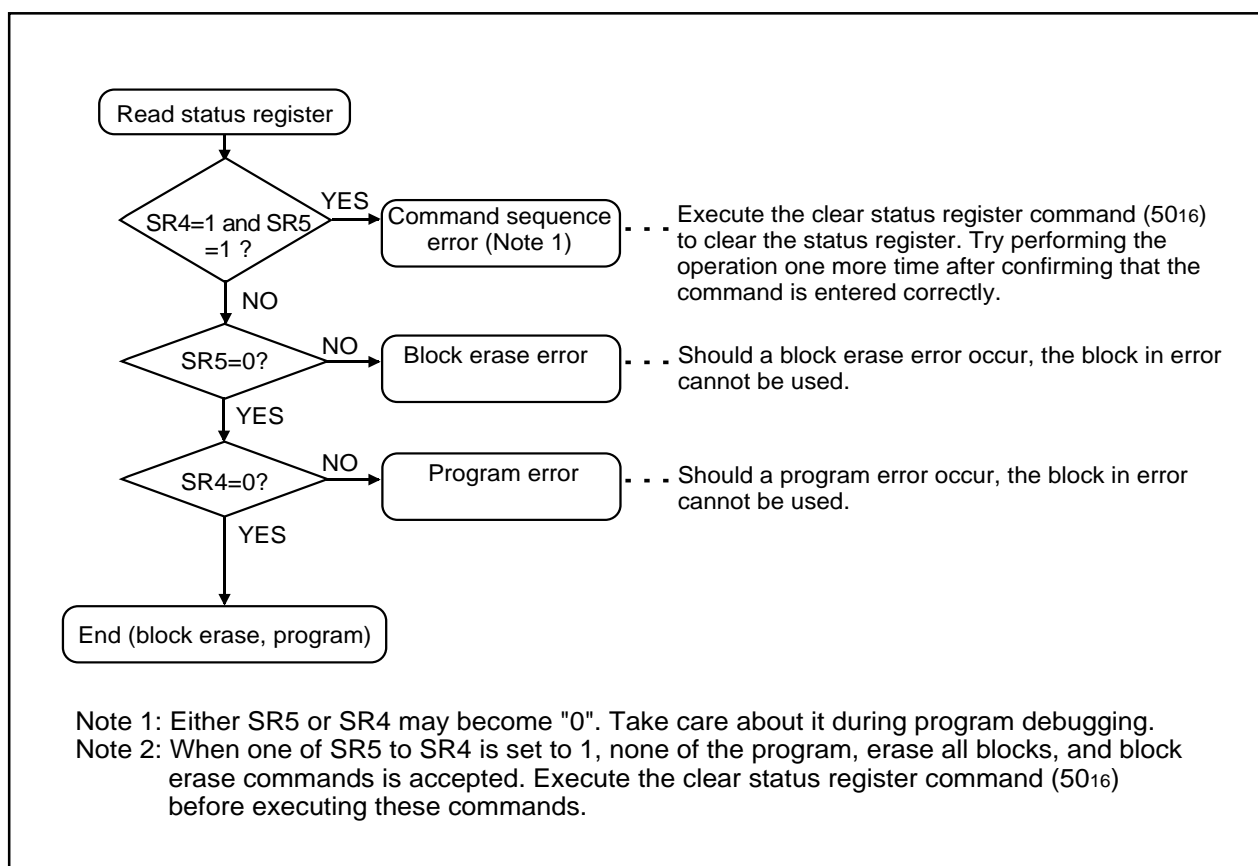 Read status register
SR4=1 and SR5
=1 ?
YES
Command sequence
error (Note 1)
Execute the clear status register command (5016)
to clear the status register. Try performing the
operation one more time after confirming that the
command is entered correctly.
NO
SR5=0?
NO
Block erase error
Should a block erase error occur, the block in error
cannot be used.
YES
SR4=0?
NO
Program error
Should a program error occur, the block in error
cannot be used.
YES
End (block erase, program)
Note 1: Either SR5 or SR4 may become "0". Take care about it during program debugging.
Note 2: When one of SR5 to SR4 is set to 1, none of the program, erase all blocks, and block
erase commands is accepted. Execute the clear status register command (5016)
before executing these commands.